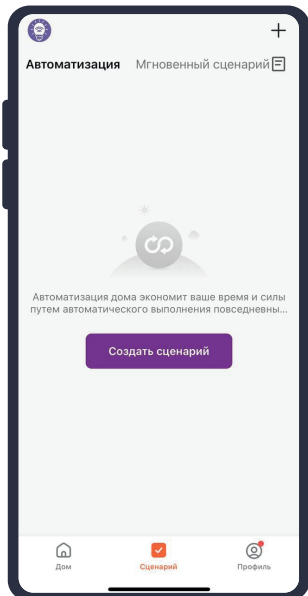 Автоматизация Мгновенный сценарий
Автоматизация дома экономит ваше время и силы
путем автоматического выполнения повседневны...
Создать сценарий
Дом Сценарий Профиль